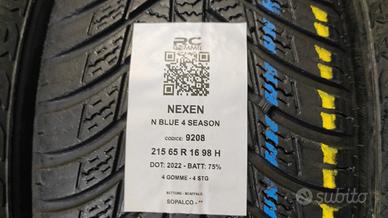 RC
GOMME
NEXEN
N BLUE 4 SEASON
CODICE: 9208
215 65 R 16 98 H
DOT: 2022 - BATT: 75%
4 GOMME - 4 STG
SOPALCO - **
subito